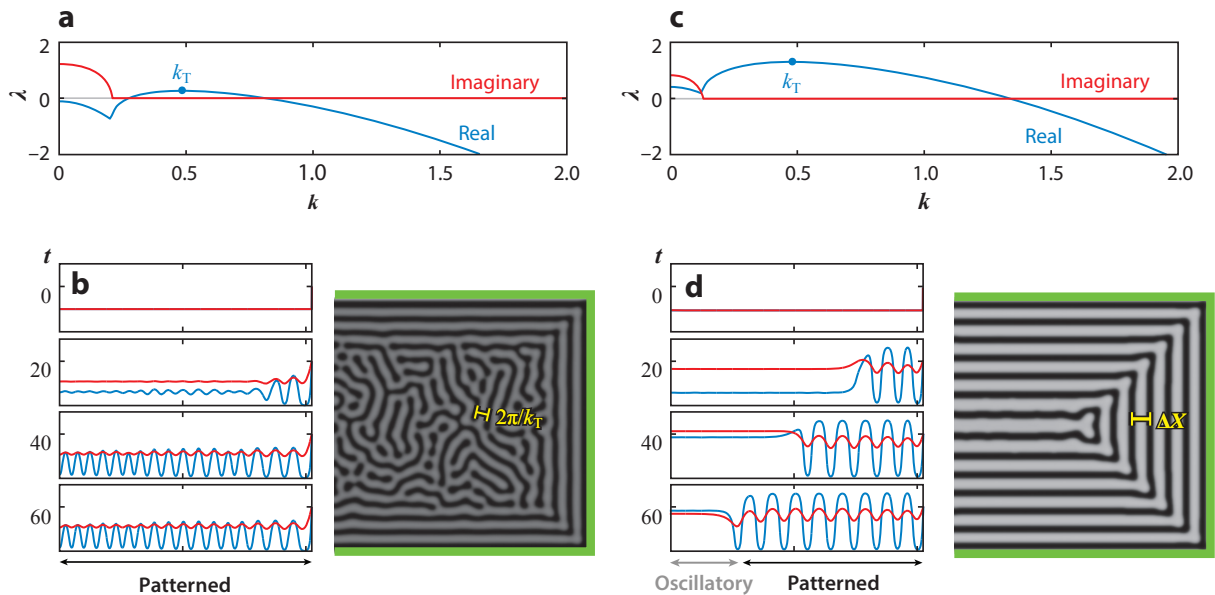 a
2
0
−2
λ
k_T
Imaginary
Real
0
0.5
1.0
1.5
2.0
k
c
2
0
−2
λ
k_T
Imaginary
Real
0
0.5
1.0
1.5
2.0
k
t
b
0
20
40
60
Patterned
2π/k_T
t
d
0
20
40
60
Oscillatory
Patterned
ΔX